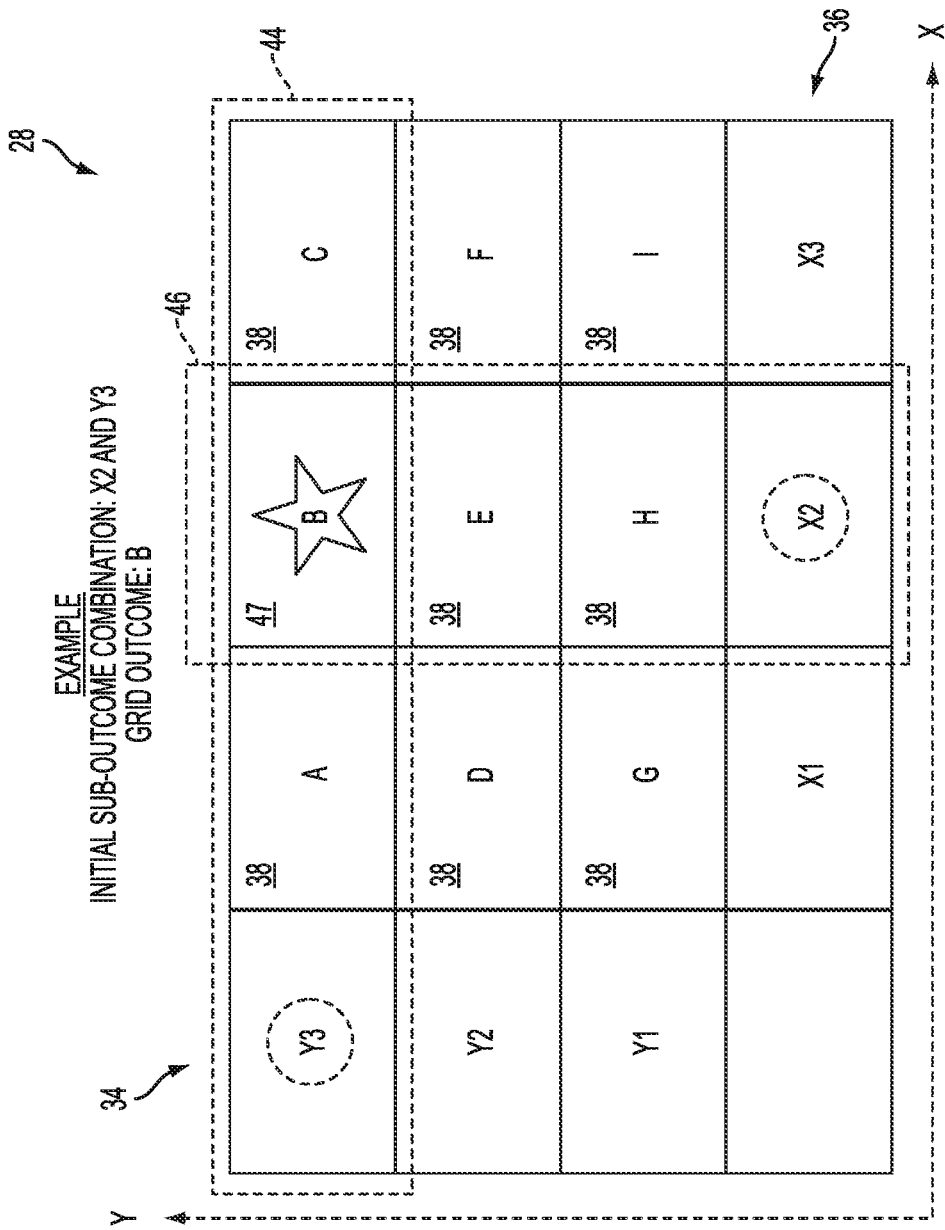 28
EXAMPLE
INITIAL SUB-OUTCOME COMBINATION: X2 AND Y3
GRID OUTCOME: B
34
46
44
Y
Y3
38
A
47
B
38
C
Y2
38
D
38
E
38
F
Y1
38
G
38
H
38
I
X1
X2
X3
36
X